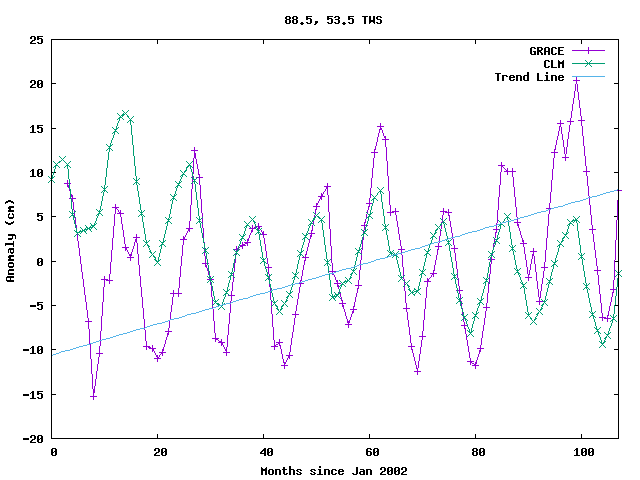 88.5, 53.5 TWS
25
20
15
10
5
0
-5
-10
-15
-20
Anomaly (cm)
GRACE
CLM
Trend Line
0 20 40 60 80 100
Months since Jan 2002